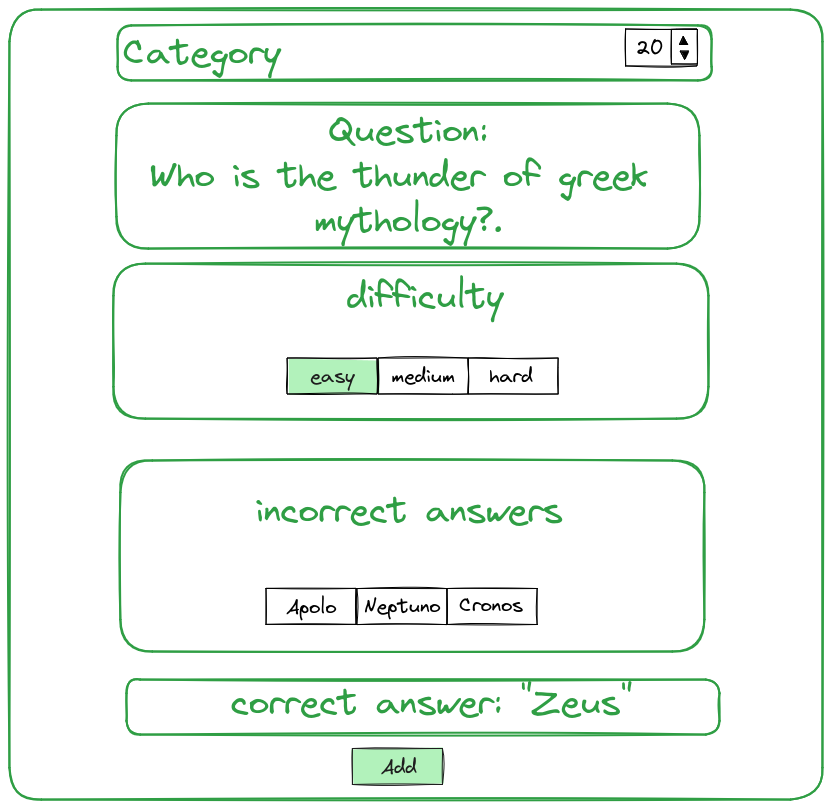 Category 20
Question:
Who is the thunder of greek
mythology?.
difficulty
easy medium hard
incorrect answers
Apolo Neptuno Cronos
correct answer: "Zeus"
Add